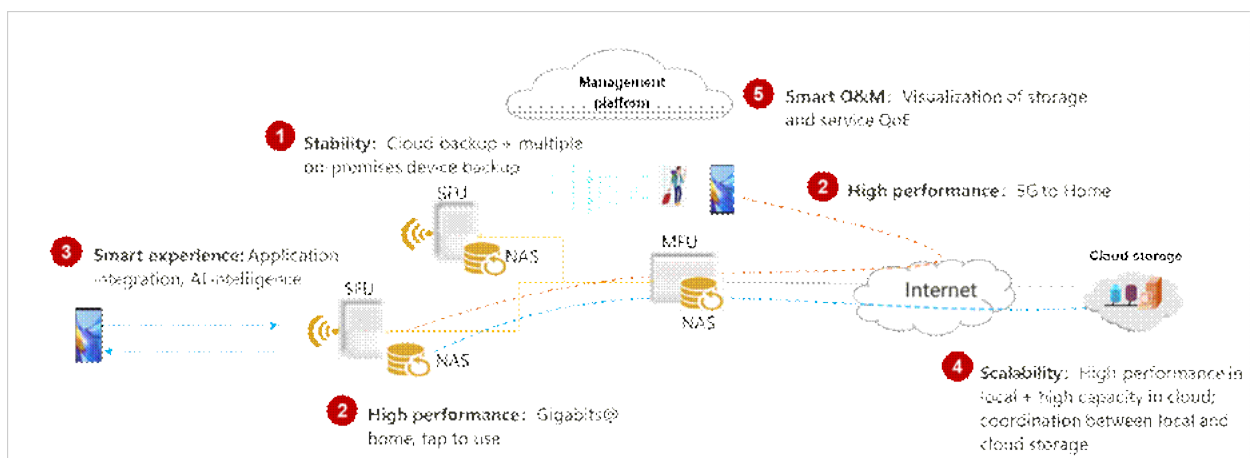 Management
platform
5
Smart O&M: Visualization of storage
and service QoE
1
Stability: Cloud backup + multiple
on-premises device backup
2
High performance: 5G to Home
SFU
NAS
MFU
NAS
3
Smart experience: Application
integration, AI intelligence
SFU
NAS
Internet
Cloud storage
2
High performance: Gigabits@
home, tap to use
4
Scalability: High performance in
local + high capacity in cloud;
coordination between local and
cloud storage